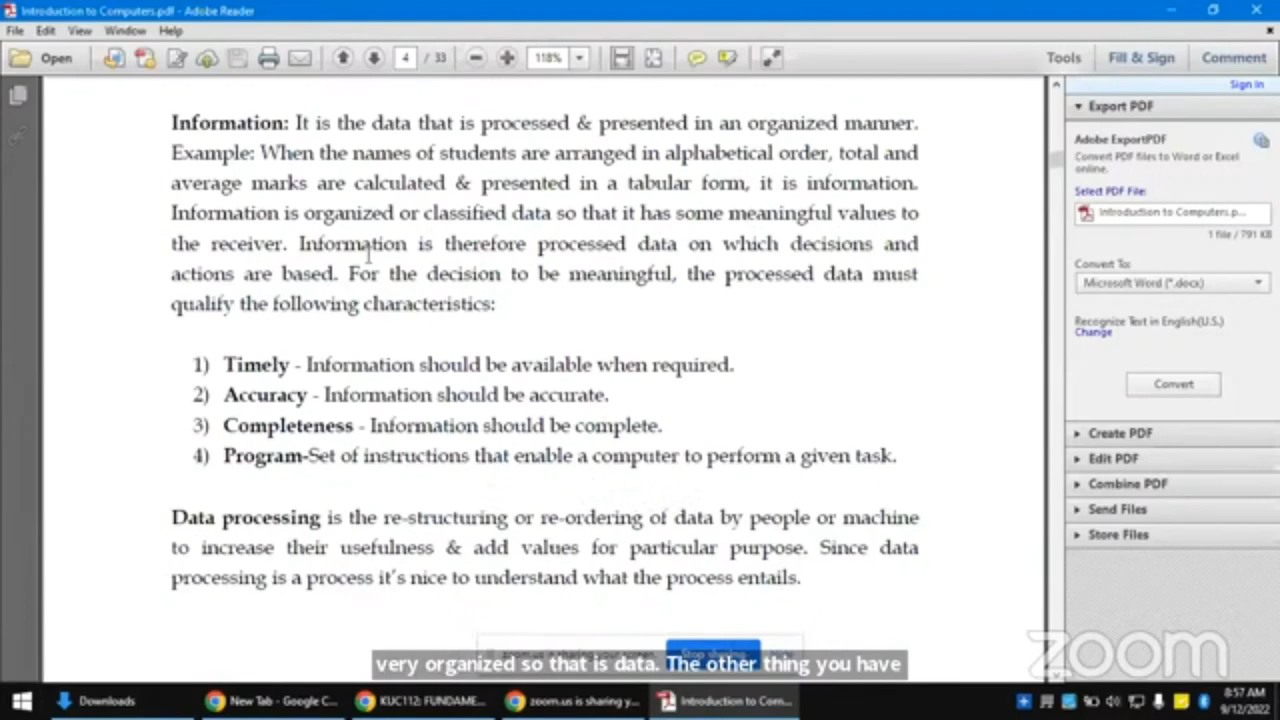 Introduction to Computers.pdf - Adobe Reader
File Edit View Window Help
Open 4 / 33 118% Tools Fill & Sign Comment
Sign In
Export PDF
Adobe ExportPDF
Convert PDF files to Word or Excel
online.
Select PDF File:
Introduction to Computers.p...
1 file / 791 KB
Convert To:
Microsoft Word (*.docx)
Recognize Text in English(U.S.)
Change
Convert
Create PDF
Edit PDF
Combine PDF
Send Files
Store Files
Information: It is the data that is processed & presented in an organized manner.
Example: When the names of students are arranged in alphabetical order, total and
average marks are calculated & presented in a tabular form, it is information.
Information is organized or classified data so that it has some meaningful values to
the receiver. Information is therefore processed data on which decisions and
actions are based. For the decision to be meaningful, the processed data must
qualify the following characteristics:
1) Timely - Information should be available when required.
2) Accuracy - Information should be accurate.
3) Completeness - Information should be complete.
4) Program-Set of instructions that enable a computer to perform a given task.
Data processing is the re-structuring or re-ordering of data by people or machine
to increase their usefulness & add values for particular purpose. Since data
processing is a process it's nice to understand what the process entails.
very organized so that is data. The other thing you have
zoom
Downloads New Tab - Google C... KUC112: FUNDAME... zoom.us is sharing y... Introduction to Com...
8:57 AM
9/12/2022